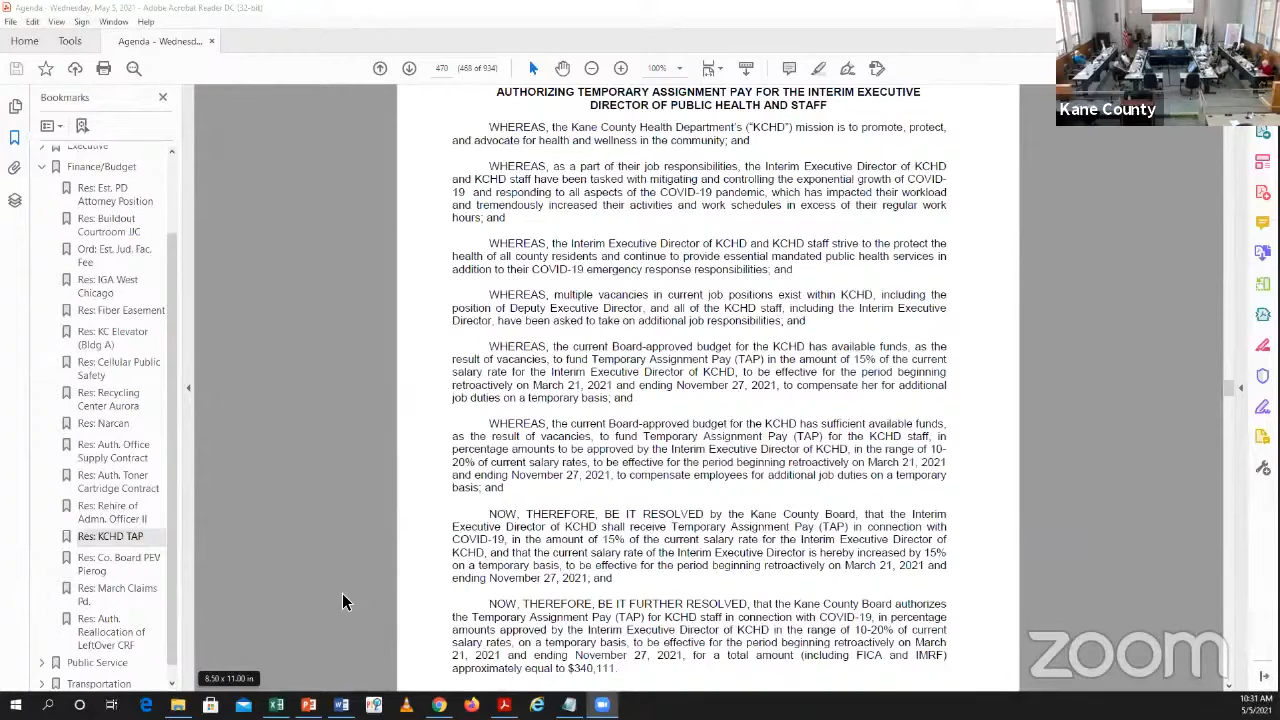 Agenda - Wednesday, May 5, 2021 - Adobe Acrobat Reader DC (32-bit)
File Edit View Sign Window Help
Home Tools Agenda - Wednesd... ×
470 (468 of 934) 100%
Kane County
Bookmarks
Executive
Finance/Budget
Res: Est. PD
Attorney Position
Res: Buildout
Courtroom JJC
Ord: Est. Jud. Fac.
Fee
Res: IGA West
Chicago
Res: Fiber Easement
Res: KC Elevator
(Bldg A)
Res: Cellular Public
Safety
Res: Recycling
Center Aurora
Res: Narcan
Res: Auth. Office
Supply Contract
Res: Auth. Toner
Cartridge Contract
Res: Rehire of
Admn. Officer II
Res: KCHD TAP
Res: Co. Board PEV
Pierog
Res: March Claims
Pd.
Res: Auth.
Reallocation of
LeftOver CRF
Public Service
Transportation
AUTHORIZING TEMPORARY ASSIGNMENT PAY FOR THE INTERIM EXECUTIVE
DIRECTOR OF PUBLIC HEALTH AND STAFF
WHEREAS, the Kane County Health Department's ("KCHD") mission is to promote, protect,
and advocate for health and wellness in the community; and
WHEREAS, as a part of their job responsibilities, the Interim Executive Director of KCHD
and KCHD staff have been tasked with mitigating and controlling the exponential growth of COVID-
19 and responding to all aspects of the COVID-19 pandemic, which has impacted their workload
and tremendously increased their activities and work schedules in excess of their regular work
hours; and
WHEREAS, the Interim Executive Director of KCHD and KCHD staff strive to the protect the
health of all county residents and continue to provide essential mandated public health services in
addition to their COVID-19 emergency response responsibilities; and
WHEREAS, multiple vacancies in current job positions exist within KCHD, including the
position of Deputy Executive Director, and all of the KCHD staff, including the Interim Executive
Director, have been asked to take on additional job responsibilities; and
WHEREAS, the current Board-approved budget for the KCHD has available funds, as the
result of vacancies, to fund Temporary Assignment Pay (TAP) in the amount of 15% of the current
salary rate for the Interim Executive Director of KCHD, to be effective for the period beginning
retroactively on March 21, 2021 and ending November 27, 2021, to compensate her for additional
job duties on a temporary basis; and
WHEREAS, the current Board-approved budget for the KCHD has sufficient available funds,
as the result of vacancies, to fund Temporary Assignment Pay (TAP) for the KCHD staff, in
percentage amounts to be approved by the Interim Executive Director of KCHD, in the range of 10-
20% of current salary rates, to be effective for the period beginning retroactively on March 21, 2021
and ending November 27, 2021, to compensate employees for additional job duties on a temporary
basis; and
NOW, THEREFORE, BE IT RESOLVED by the Kane County Board, that the Interim
Executive Director of KCHD shall receive Temporary Assignment Pay (TAP) in connection with
COVID-19, in the amount of 15% of the current salary rate for the Interim Executive Director of
KCHD, and that the current salary rate of the Interim Executive Director is hereby increased by 15%
on a temporary basis, to be effective for the period beginning retroactively on March 21, 2021 and
ending November 27, 2021; and
NOW, THEREFORE, BE IT FURTHER RESOLVED, that the Kane County Board authorizes
the Temporary Assignment Pay (TAP) for KCHD staff in connection with COVID-19, in percentage
amounts approved by the Interim Executive Director of KCHD in the range of 10-20% of current
salary rates, on a temporary basis, to be effective for the period beginning retroactively on March
21, 2021 and ending November 27, 2021, for a total amount (including FICA and IMRF)
approximately equal to $340,111.
8.50 x 11.00 in
zoom
10:31 AM
5/5/2021